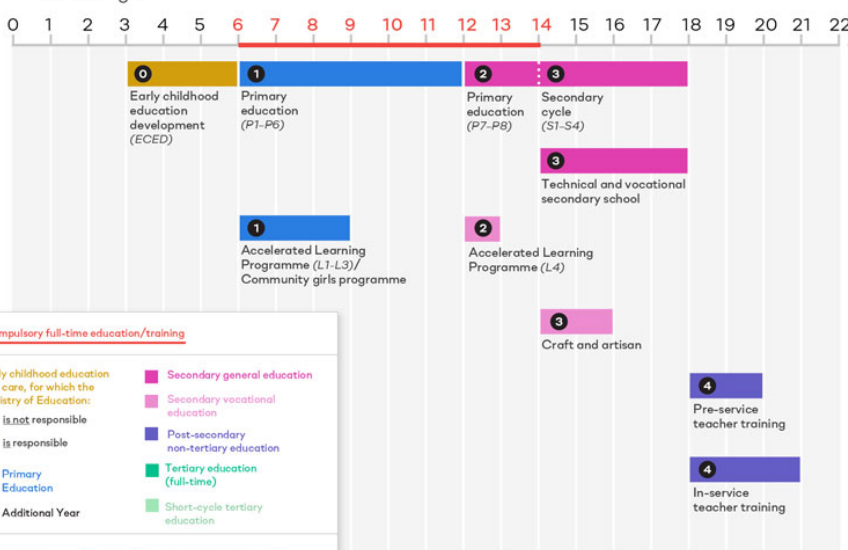 0 1 2 3 4 5 6 7 8 9 10 11 12 13 14 15 16 17 18 19 20 21 22
0 1 2 3
Early childhood
education
development
(ECED)
Primary
education
(P1-P6)
Primary
education
(P7-P8)
Secondary
cycle
(S1-S4)
3
Technical and vocational
secondary school
1
Accelerated Learning
Programme (L1-L3)/
Community girls programme
2
Accelerated Learning
Programme (L4)
3
Craft and artisan
4
Pre-service
teacher training
4
In-service
teacher training
mpulsory full-time education/training
ly childhood education
care, for which the
istry of Education:
is not responsible
is responsible
Primary
Education
Additional Year
Secondary general education
Secondary vocational
education
Post-secondary
non-tertiary education
Tertiary education
(full-time)
Short-cycle tertiary
education